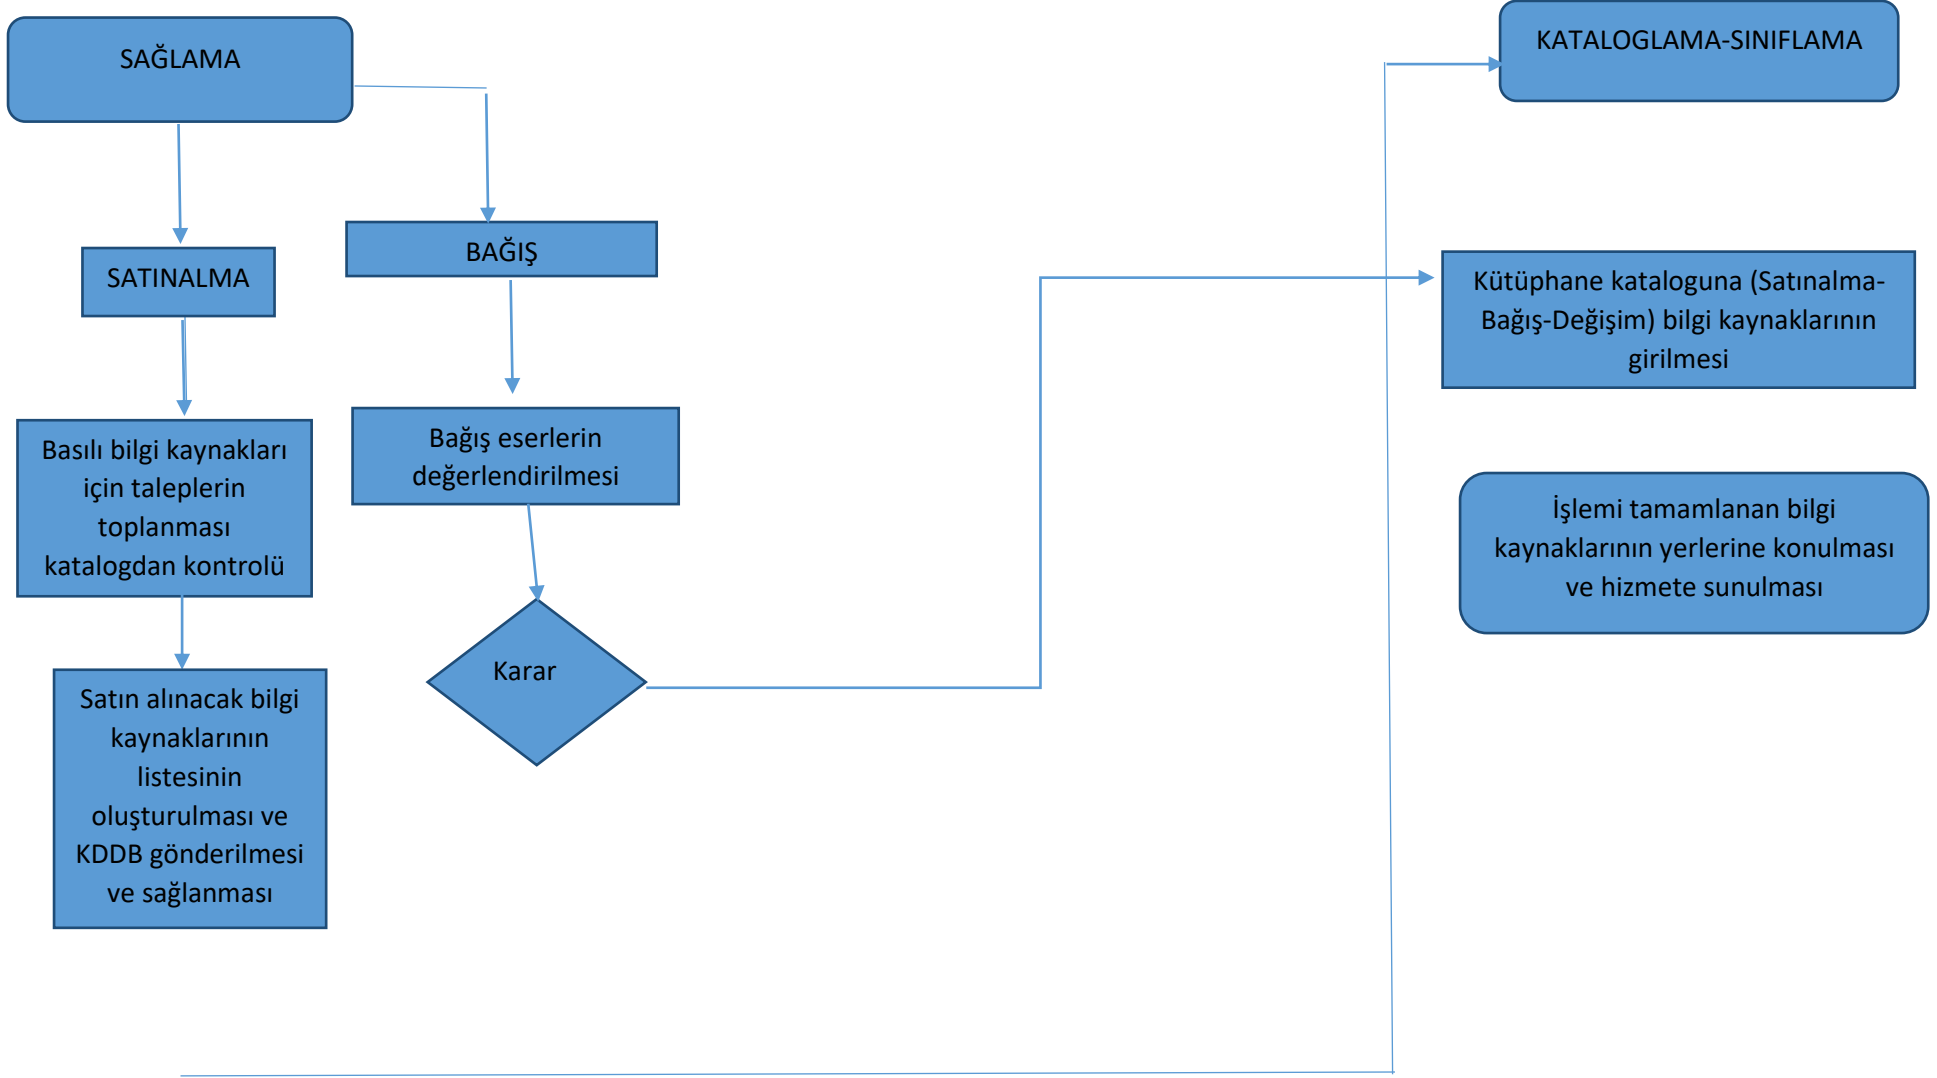 SAĞLAMA
SATINALMA
Basılı bilgi kaynakları
için taleplerin
toplanması
katalogdan kontrolü
Satın alınacak bilgi
kaynaklarının
listesinin
oluşturulması ve
KDDB gönderilmesi
ve sağlanması
BAĞIŞ
Bağış eserlerin
değerlendirilmesi
Karar
KATALOGLAMA-SINIFLAMA
Kütüphane kataloguna (Satınalma-
Bağış-Değişim) bilgi kaynaklarının
girilmesi
İşlemi tamamlanan bilgi
kaynaklarının yerlerine konulması
ve hizmete sunulması